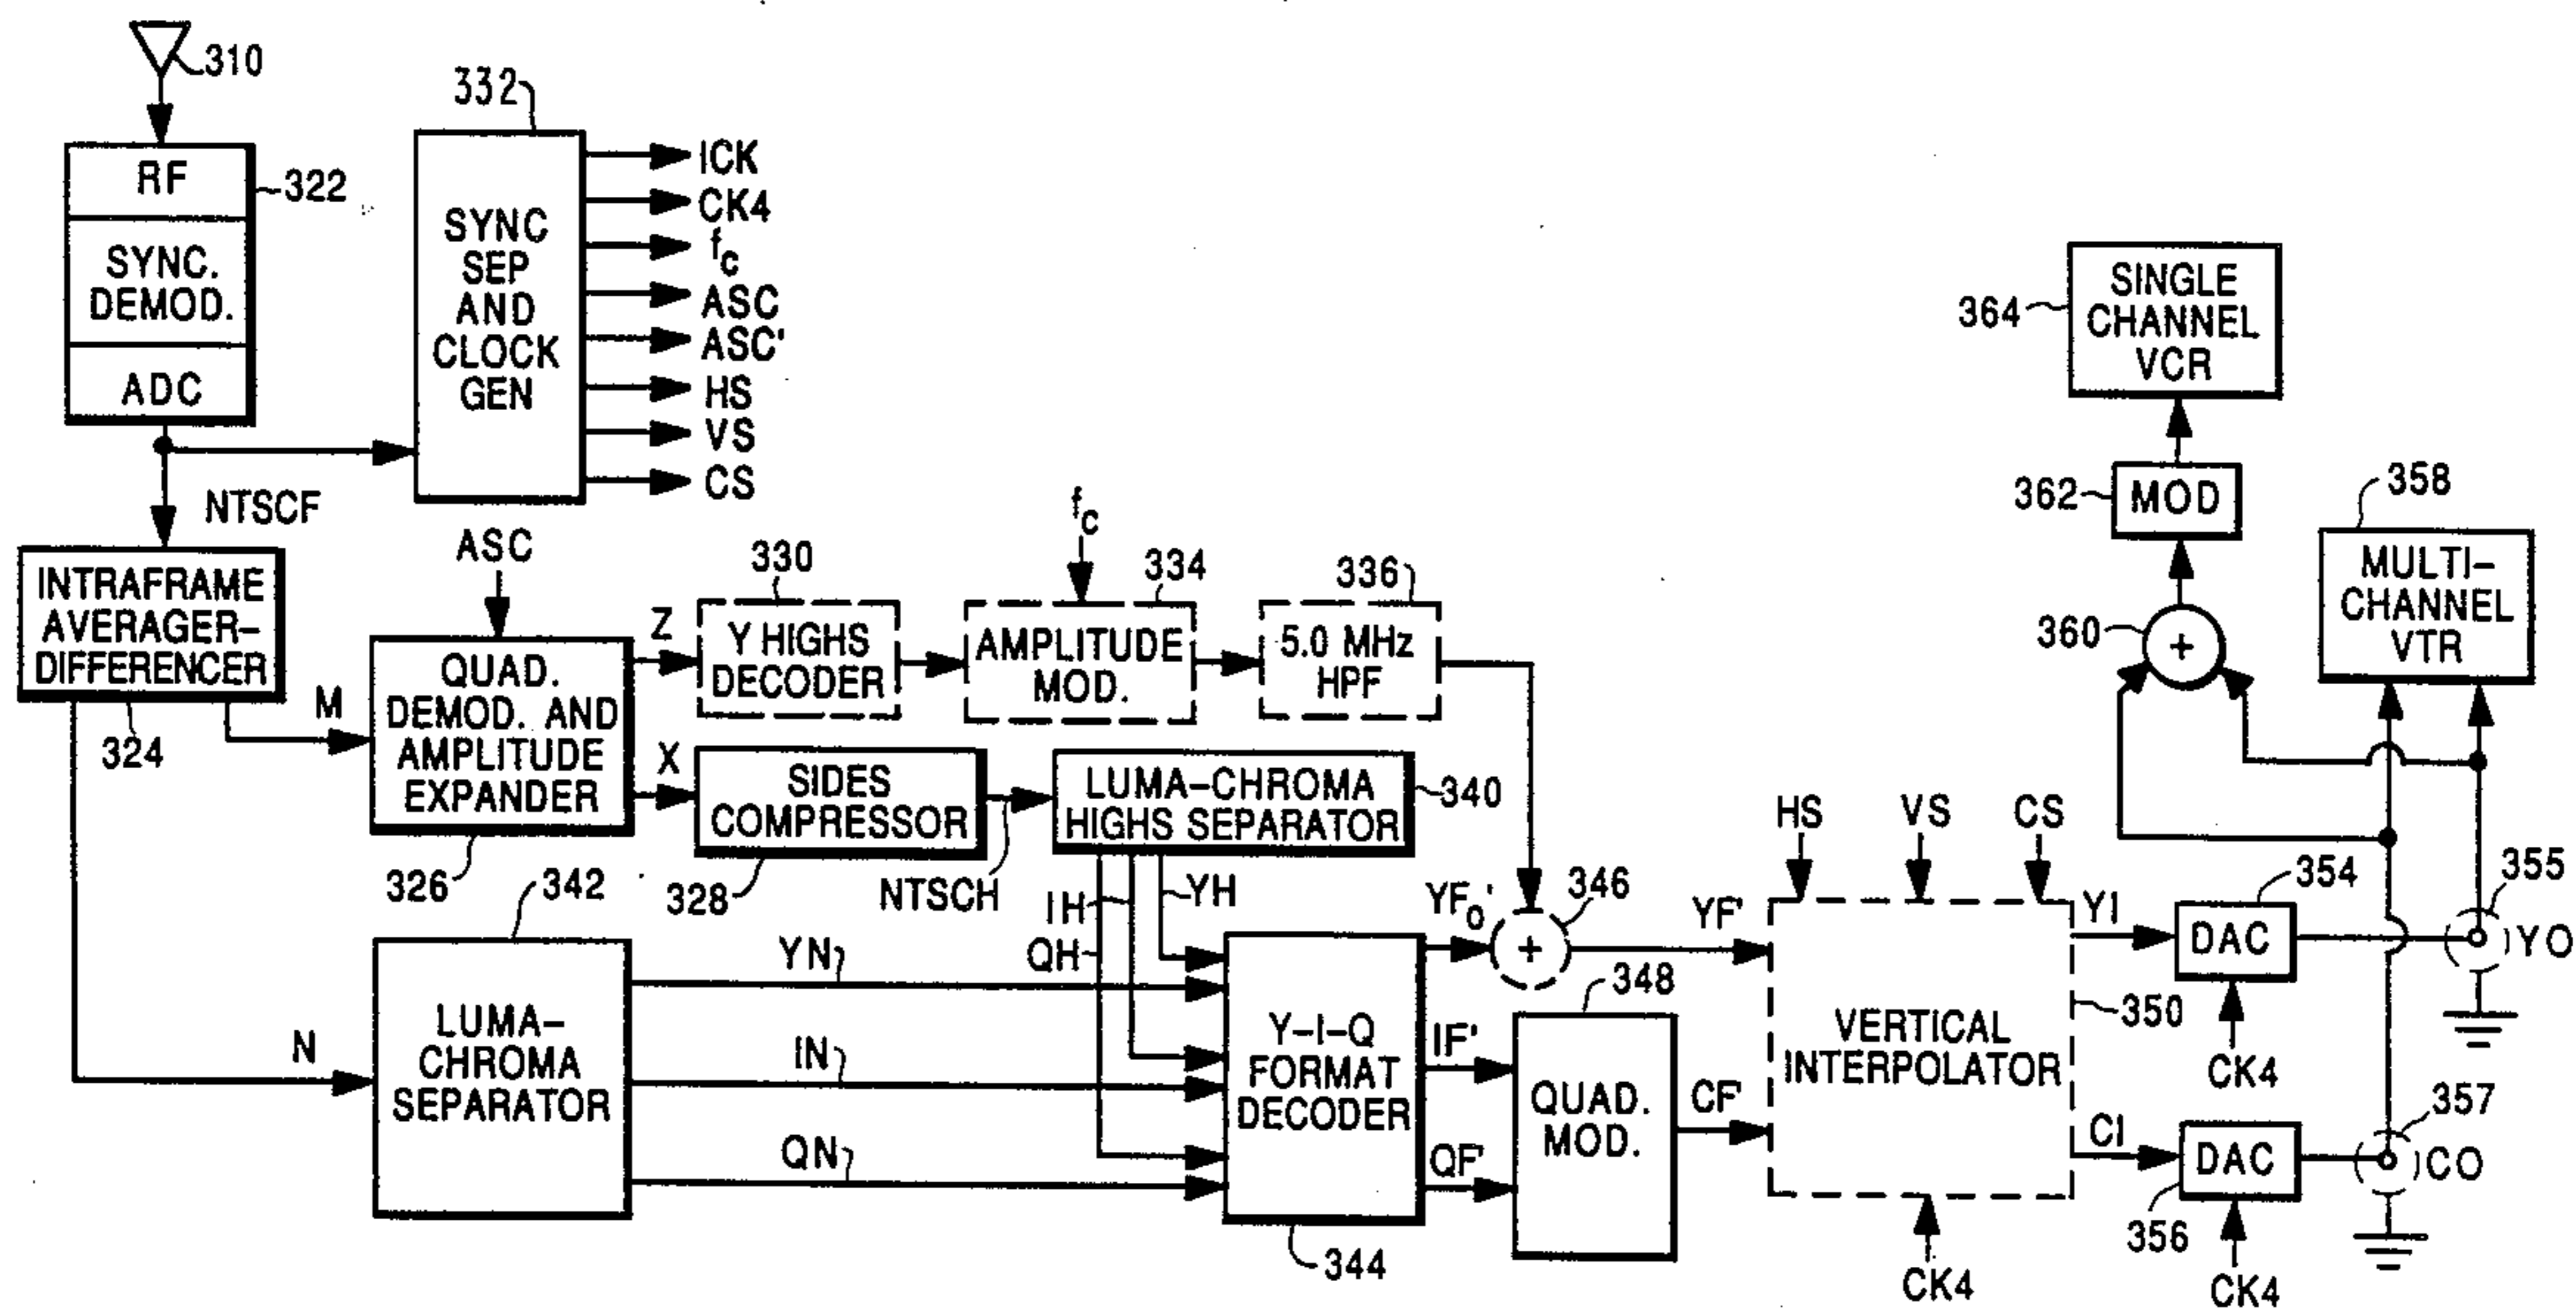 310
RF
SYNC.
DEMOD.
ADC
322
332
SYNC
SEP
AND
CLOCK
GEN
ICK
CK4
fc
ASC
ASC'
HS
VS
CS
NTSCF
INTRAFRAME
AVERAGER-
DIFFERENCER
324
M
N
ASC
QUAD.
DEMOD. AND
AMPLITUDE
EXPANDER
326
Z
X
330
Y HIGHS
DECODER
fc
334
AMPLITUDE
MOD.
336
5.0 MHz
HPF
SIDES
COMPRESSOR
328
NTSCH
LUMA-CHROMA
HIGHS SEPARATOR
340
342
LUMA-
CHROMA
SEPARATOR
YN
IN
QN
IH
QH
YH
Y-I-Q
FORMAT
DECODER
344
YFo'
IF'
QF'
346
+
348
QUAD.
MOD.
YF'
CF'
HS
VS
CS
VERTICAL
INTERPOLATOR
350
CK4
YI
CI
354
DAC
CK4
DAC
356
CK4
355
YO
357
CO
364
SINGLE
CHANNEL
VCR
362
MOD
360
+
358
MULTI-
CHANNEL
VTR